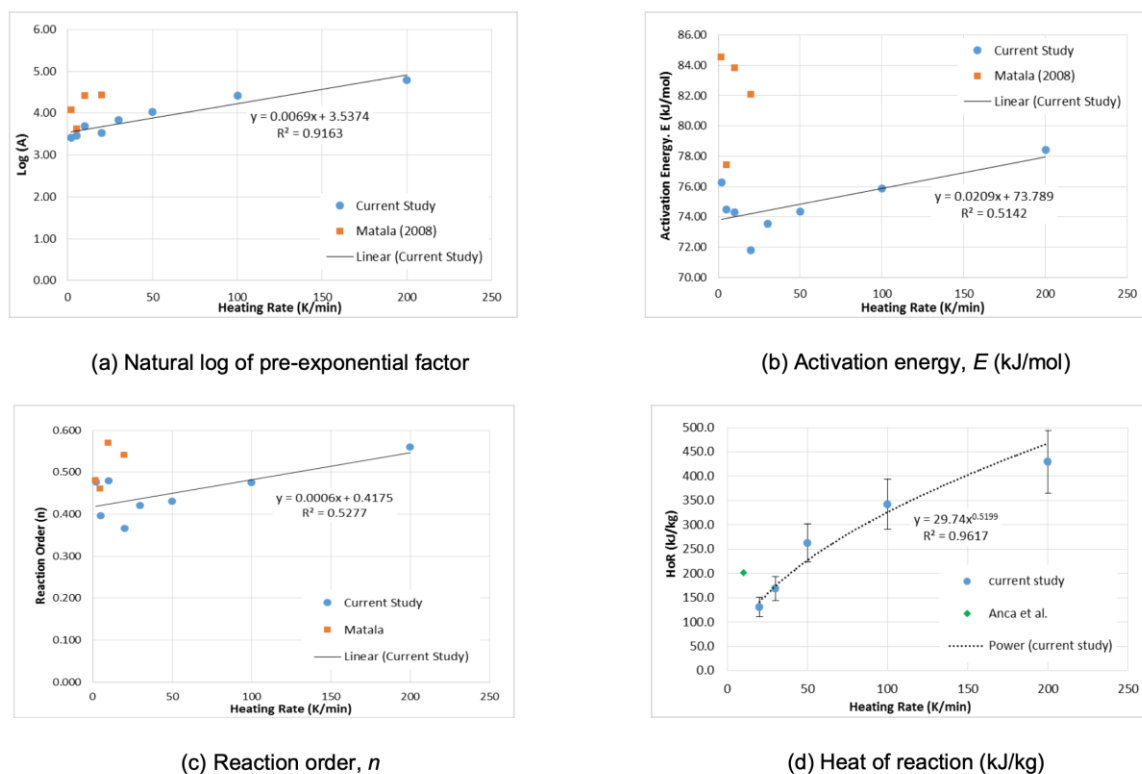 6.00
5.00
4.00
3.00
2.00
1.00
0.00
Log (A)
y = 0.0069x + 3.5374
R² = 0.9163
Current Study
Matala (2008)
Linear (Current Study)
0 50 100 150 200 250
Heating Rate (K/min)
(a) Natural log of pre-exponential factor
86.00
84.00
82.00
80.00
78.00
76.00
74.00
72.00
70.00
Activation Energy. E (kJ/mol)
Current Study
Matala (2008)
Linear (Current Study)
y = 0.0209x + 73.789
R² = 0.5142
0 50 100 150 200 250
Heating Rate (K/min)
(b) Activation energy, E (kJ/mol)
0.600
0.500
0.400
0.300
0.200
0.100
0.000
Reaction Order (n)
y = 0.0006x + 0.4175
R² = 0.5277
Current Study
Matala
Linear (Current Study)
0 50 100 150 200 250
Heating Rate (K/min)
(c) Reaction order, n
500.0
450.0
400.0
350.0
300.0
250.0
200.0
150.0
100.0
50.0
0.0
HoR (kJ/kg)
y = 29.74x^0.5199
R² = 0.9617
current study
Anca et al.
Power (current study)
0 50 100 150 200 250
Heating Rate (K/min)
(d) Heat of reaction (kJ/kg)